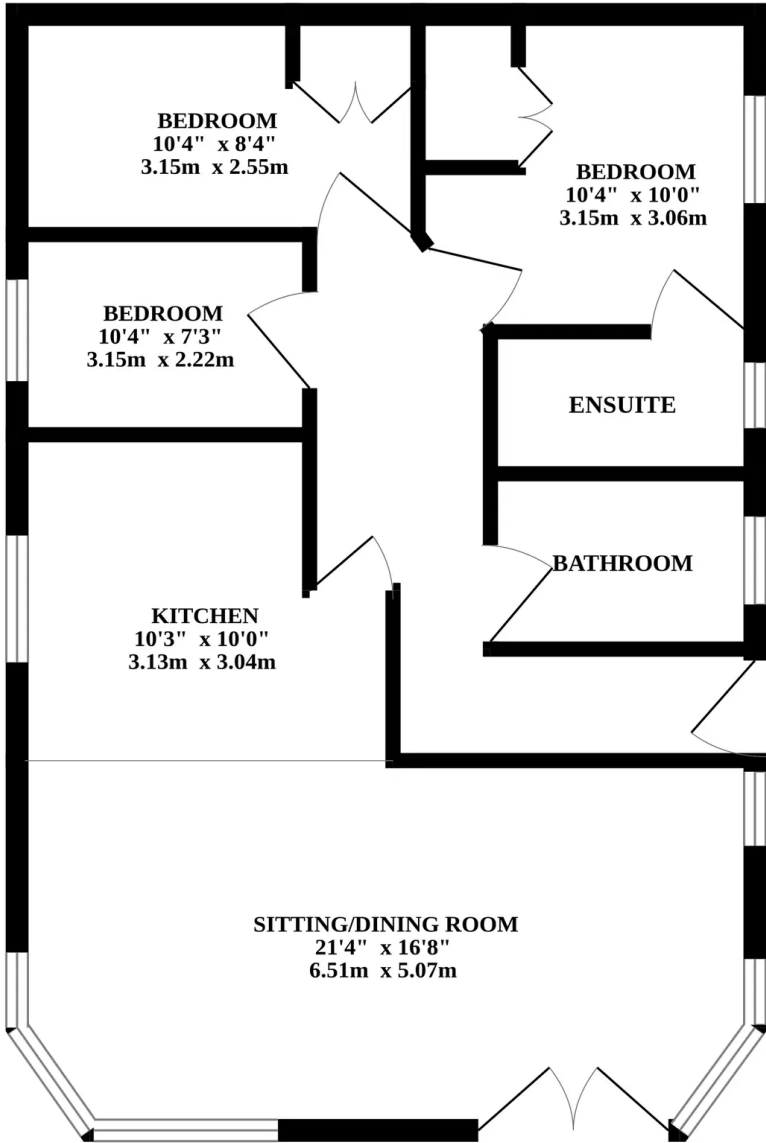 BEDROOM
10'4" x 8'4"
3.15m x 2.55m
BEDROOM
10'4" x 10'0"
3.15m x 3.06m
BEDROOM
10'4" x 7'3"
3.15m x 2.22m
ENSUITE
BATHROOM
KITCHEN
10'3" x 10'0"
3.13m x 3.04m
SITTING/DINING ROOM
21'4" x 16'8"
6.51m x 5.07m